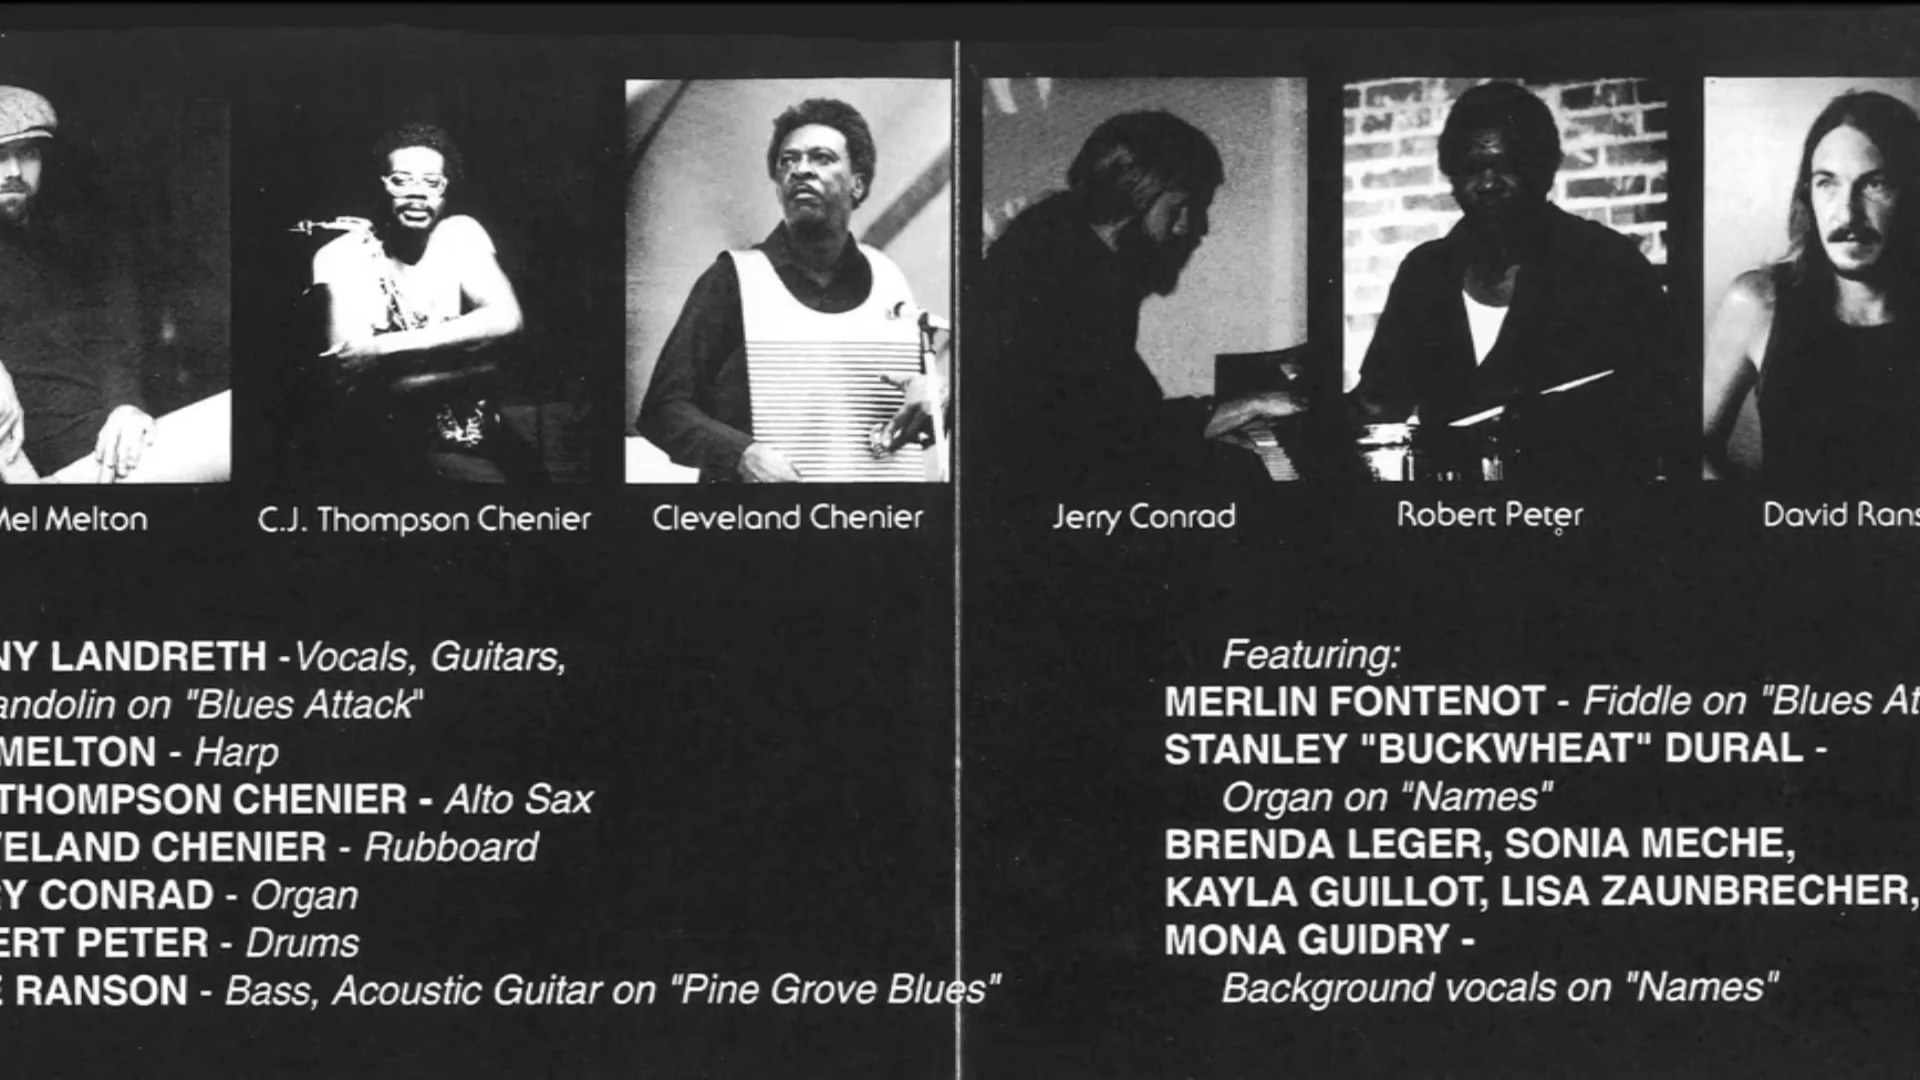 Mel Melton
C.J. Thompson Chenier
Cleveland Chenier
Jerry Conrad
Robert Peter
David Rans
NY LANDRETH - Vocals, Guitars,
andolin on "Blues Attack"
MELTON - Harp
THOMPSON CHENIER - Alto Sax
VELAND CHENIER - Rubboard
RY CONRAD - Organ
ERT PETER - Drums
E RANSON - Bass, Acoustic Guitar on "Pine Grove Blues"
Featuring:
MERLIN FONTENOT - Fiddle on "Blues At
STANLEY "BUCKWHEAT" DURAL -
Organ on "Names"
BRENDA LEGER, SONIA MECHE,
KAYLA GUILLOT, LISA ZAUNBRECHER,
MONA GUIDRY -
Background vocals on "Names"